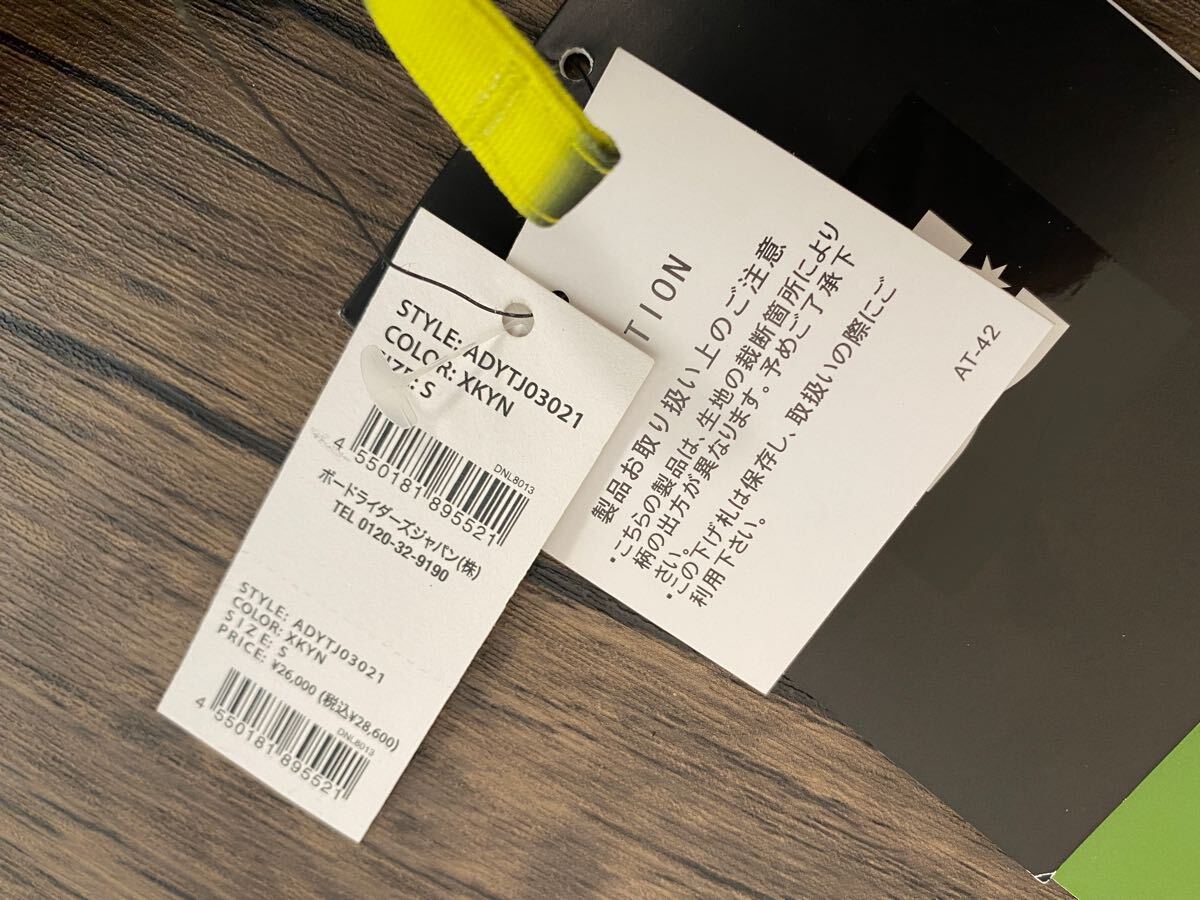 STYLE: ADYTJ03021
COLOR: XKYN
SIZE: S
DNL8013
4 550181 895521
ボードライダーズジャパン(株)
TEL 0120-32-9190
STYLE: ADYTJ03021
COLOR: XKYN
SIZE: S
PRICE: ¥26,000 (税込¥28,600)
DNL8013
4 550181 895521
TION
製品お取り扱い上のご注意
・こちらの製品は、生地の裁断箇所により
柄の出方が異なります。予めご了承下
さい。
・この下げ札は保存し、取扱いの際にご
利用下さい。
AT-42